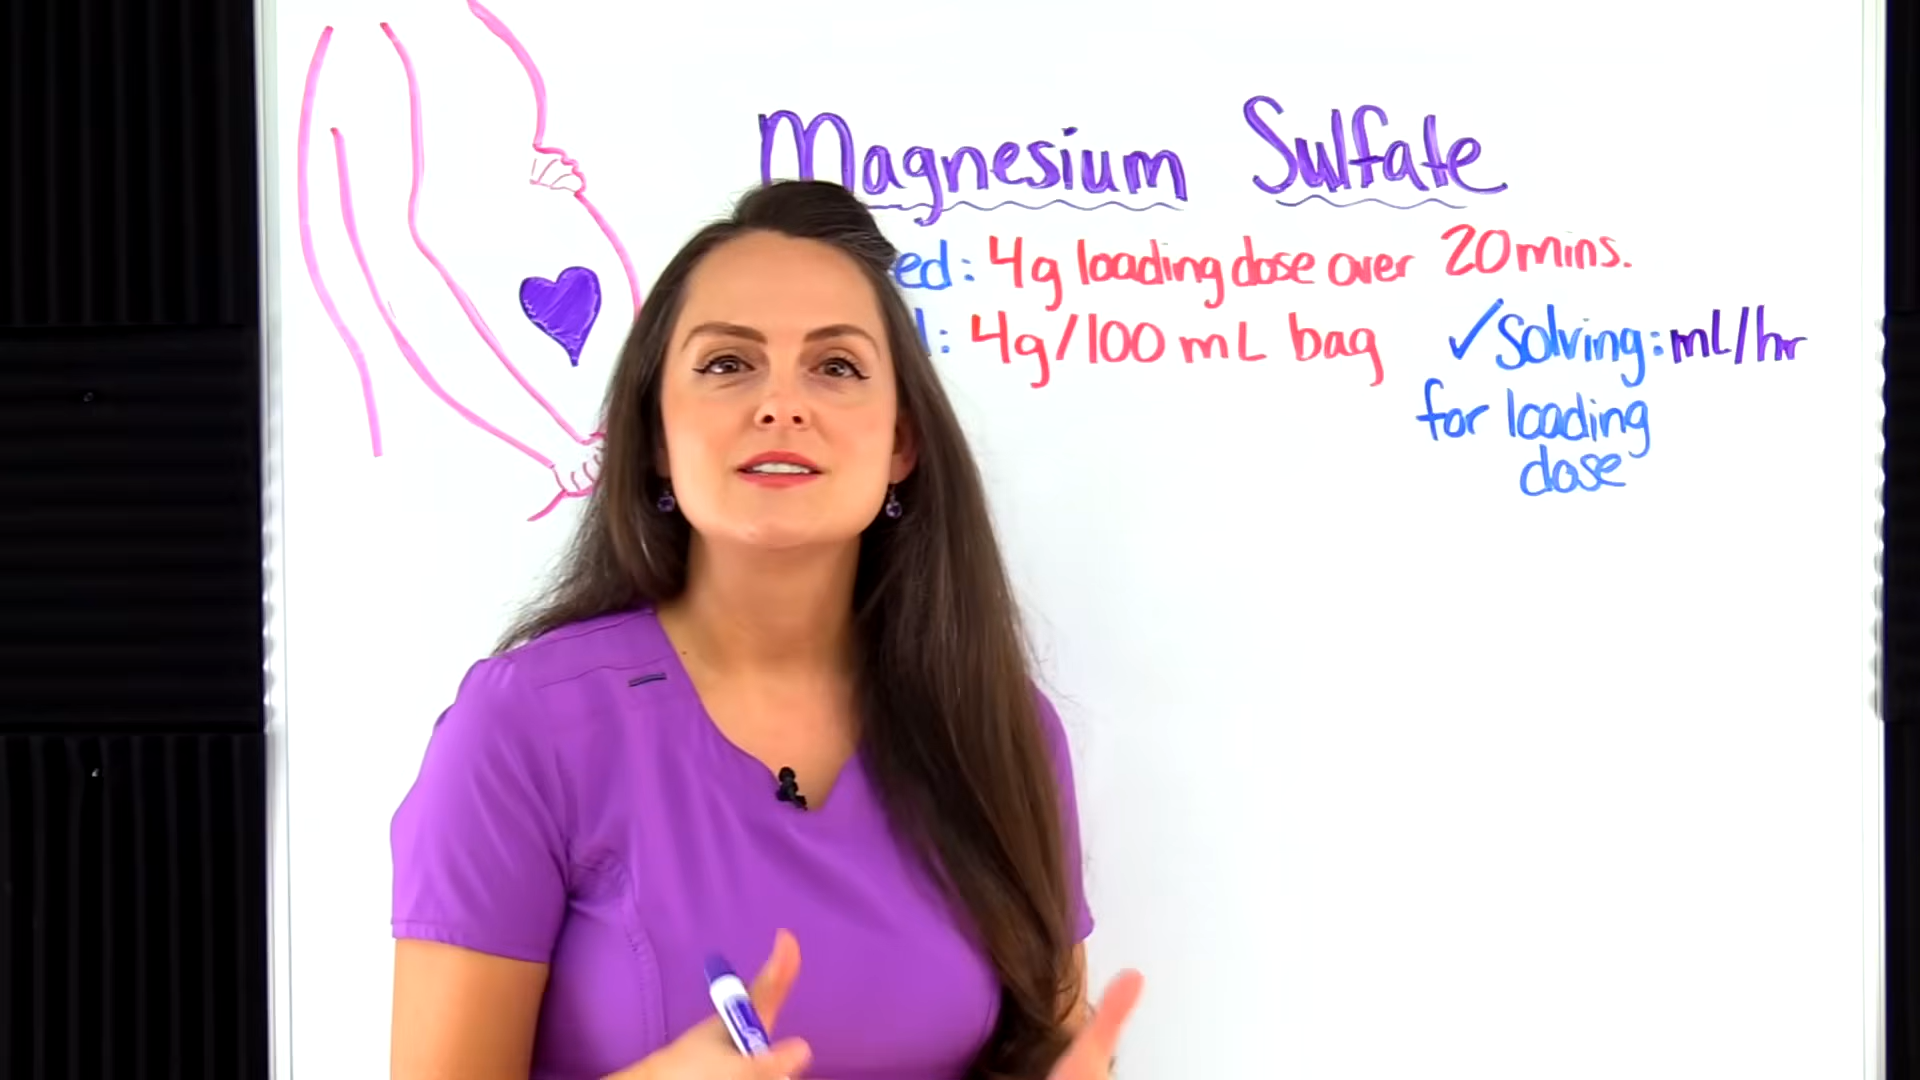 Magnesium Sulfate
ed: 4g loading dose over 20 mins.
: 4g/100 mL bag ✓Solving: mL/hr
for loading
dose